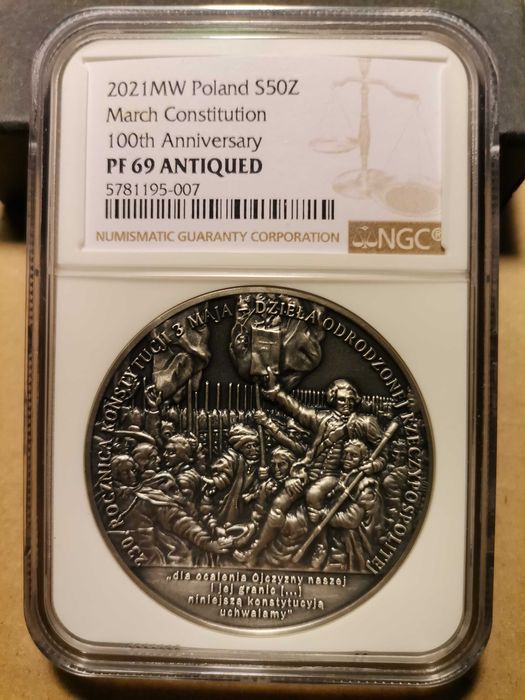 2021MW Poland S50Z
March Constitution
100th Anniversary
PF 69 ANTIQUED
5781195-007
NUMISMATIC GUARANTY CORPORATION
NGC®
230. ROCZNICA KONSTYTUCJI 3 MAJA - DZIEŁA ODRODZONEJ RZECZYPOSPOLITEJ
„dla ocalenia Ojczyzny naszej
i jej granic [...]
niniejszą konstytucyją
uchwalamy"